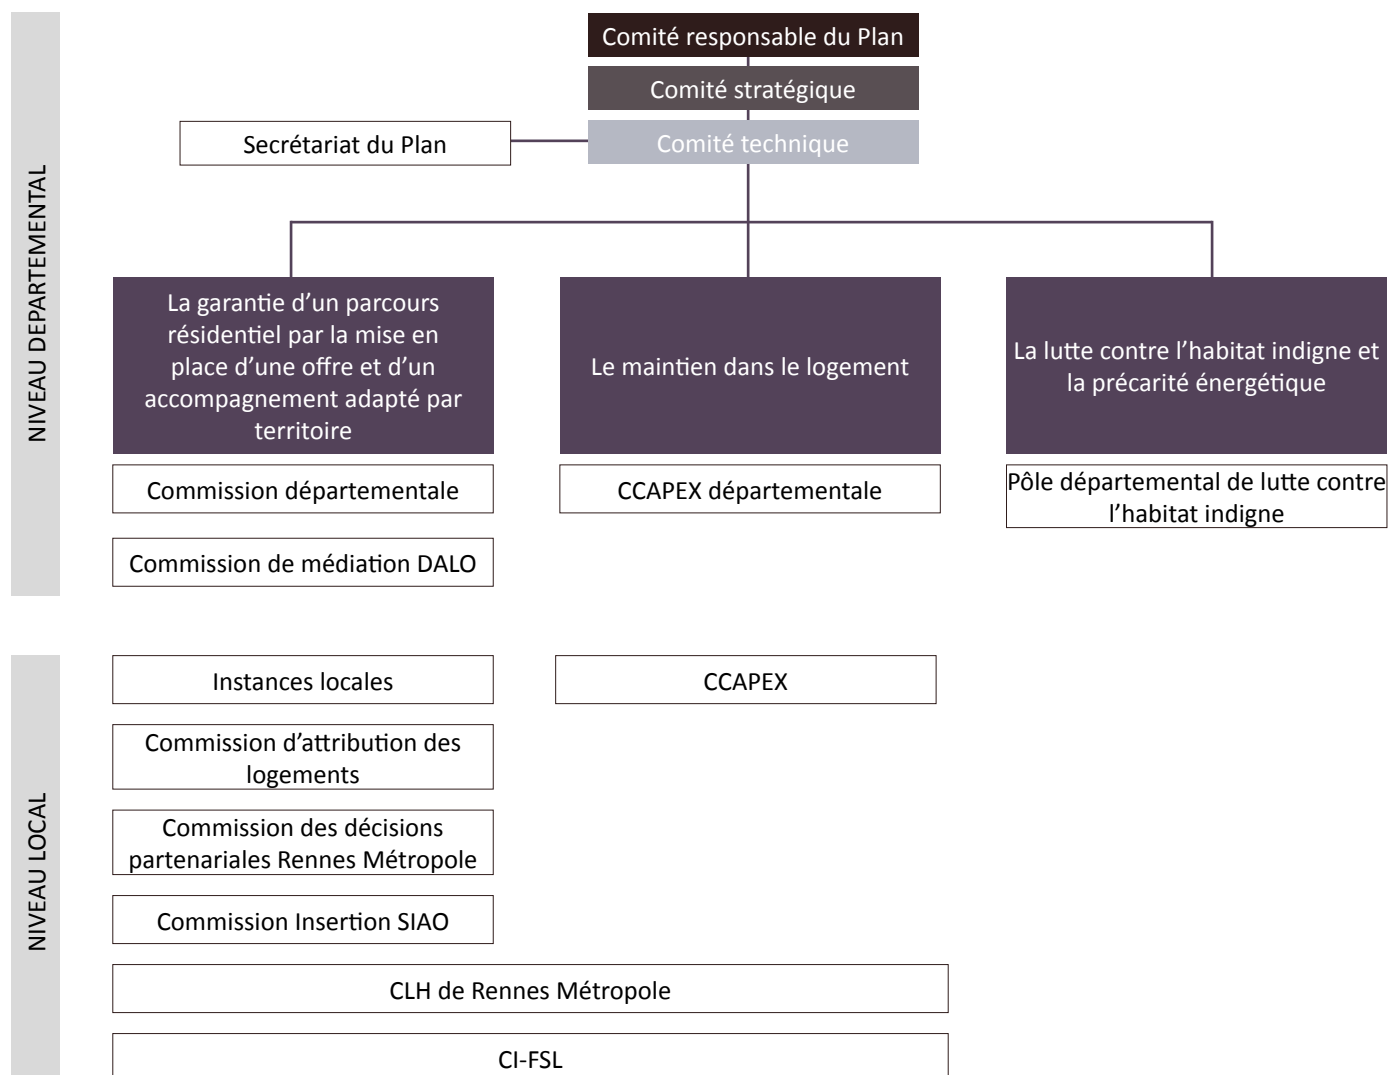 Comité responsable du Plan
Comité stratégique
Secrétariat du Plan
Comité technique
NIVEAU DEPARTEMENTAL
La garantie d’un parcours
résidentiel par la mise en
place d’une offre et d’un
accompagnement adapté par
territoire
Le maintien dans le logement
La lutte contre l’habitat indigne et
la précarité énergétique
Commission départementale
CCAPEX départementale
Pôle départemental de lutte contre
l’habitat indigne
Commission de médiation DALO
NIVEAU LOCAL
Instances locales
CCAPEX
Commission d’attribution des
logements
Commission des décisions
partenariales Rennes Métropole
Commission Insertion SIAO
CLH de Rennes Métropole
CI-FSL